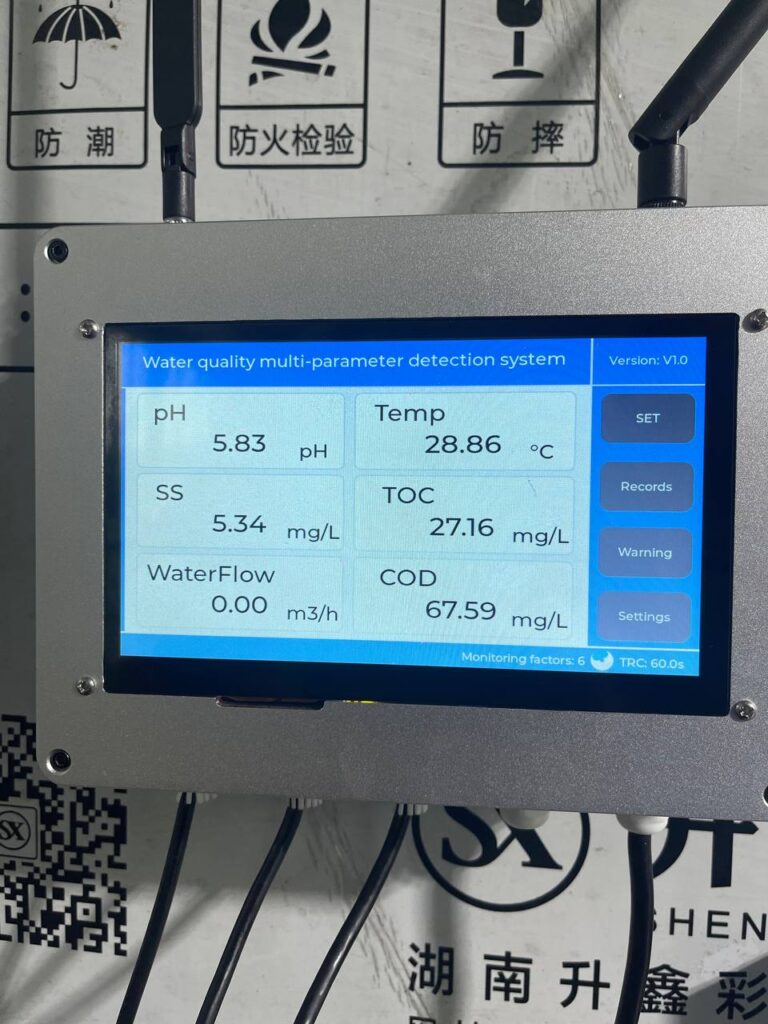 防 潮
防火检验
防 摔
Water quality multi-parameter detection system
Version: V1.0
pH
5.83 pH
Temp
28.86 °C
SET
SS
5.34 mg/L
TOC
27.16 mg/L
Records
WaterFlow
0.00 m3/h
COD
67.59 mg/L
Warning
Settings
Monitoring factors: 6 TRC: 60.0s
SX
SX
SHEN
湖南升鑫彩